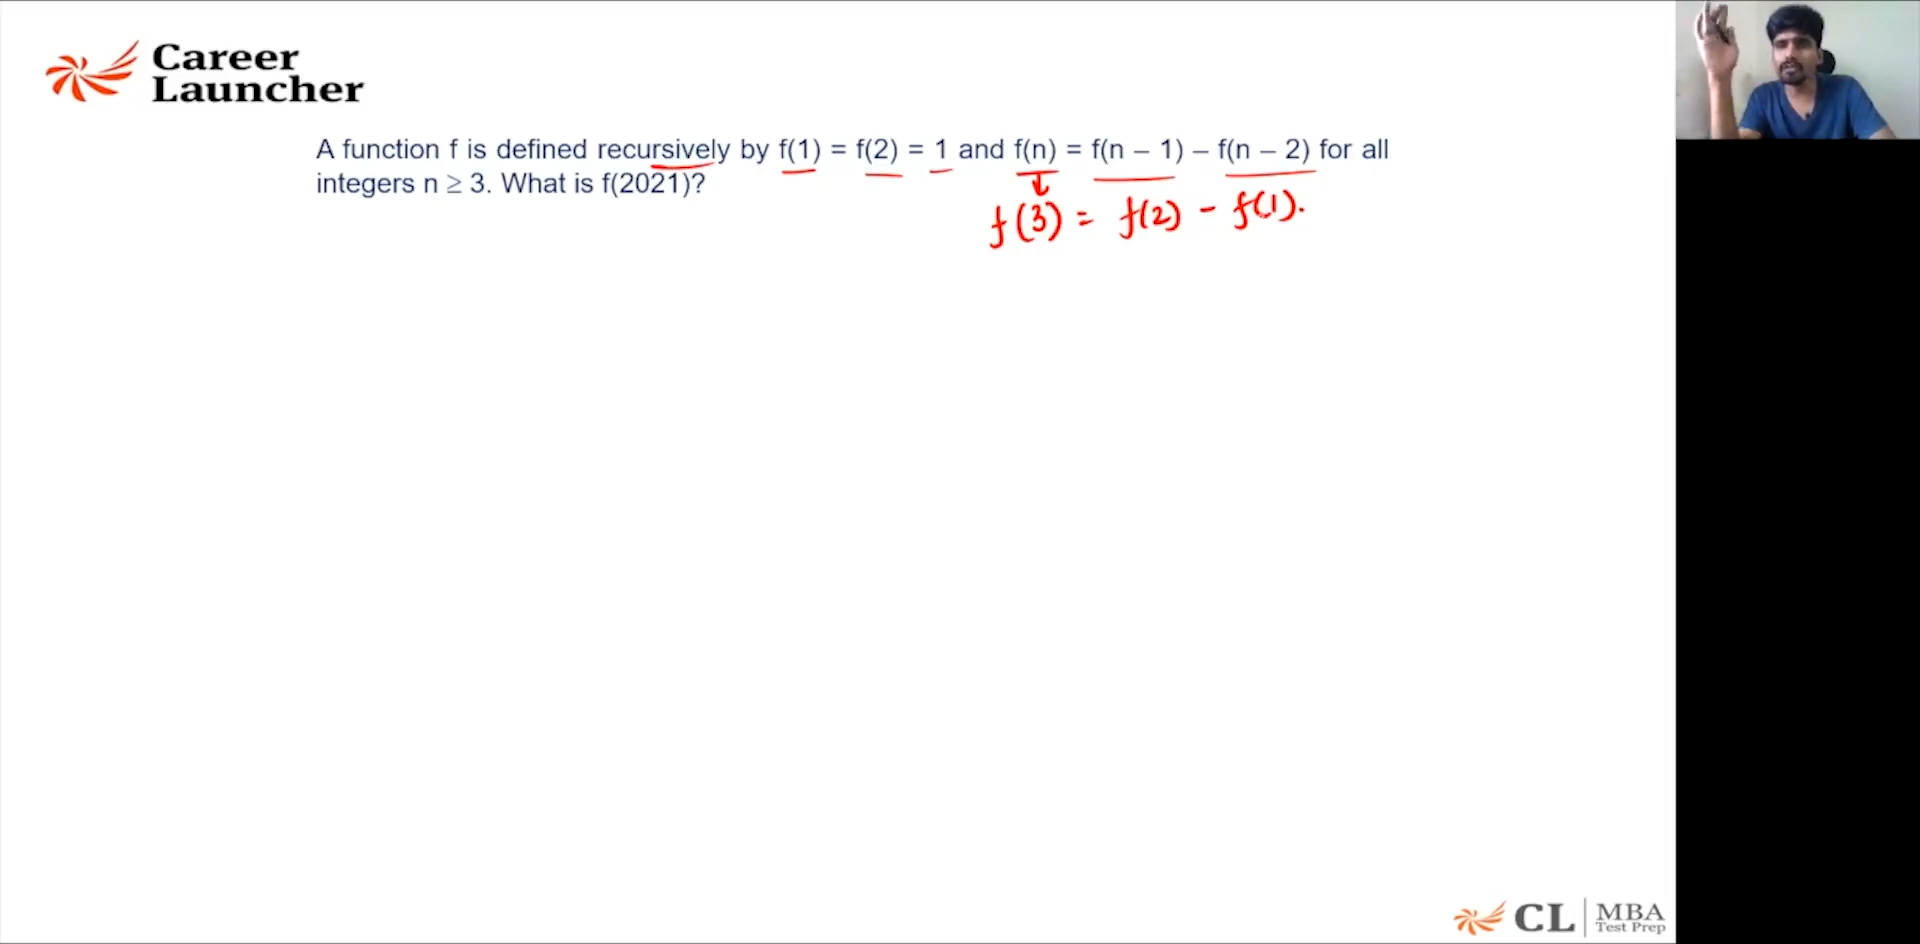 Career
Launcher
A function f is defined recursively by f(1) = f(2) = 1 and f(n) = f(n – 1) – f(n – 2) for all
integers n ≥ 3. What is f(2021)?
f(3) = f(2) - f(1).
CL
MBA
Test Prep